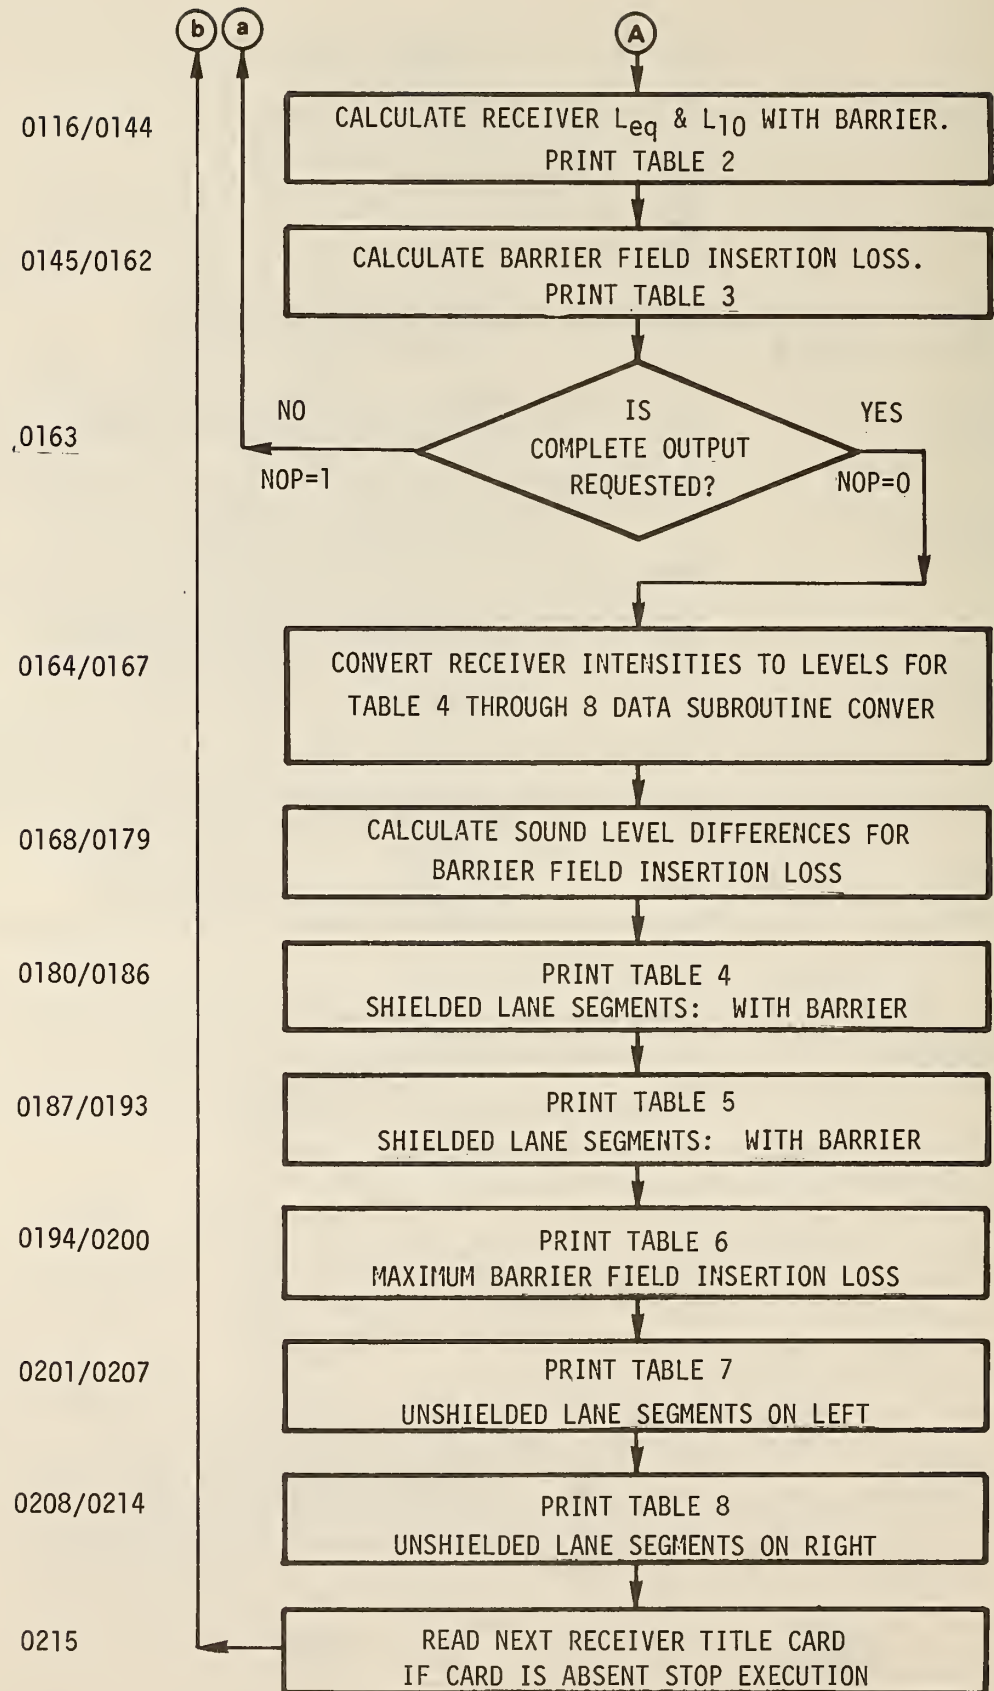 b a A
0116/0144
CALCULATE RECEIVER Leq & L10 WITH BARRIER.
PRINT TABLE 2
0145/0162
CALCULATE BARRIER FIELD INSERTION LOSS.
PRINT TABLE 3
0163
NO
NOP=1
IS
COMPLETE OUTPUT
REQUESTED?
YES
NOP=0
0164/0167
CONVERT RECEIVER INTENSITIES TO LEVELS FOR
TABLE 4 THROUGH 8 DATA SUBROUTINE CONVER
0168/0179
CALCULATE SOUND LEVEL DIFFERENCES FOR
BARRIER FIELD INSERTION LOSS
0180/0186
PRINT TABLE 4
SHIELDED LANE SEGMENTS: WITH BARRIER
0187/0193
PRINT TABLE 5
SHIELDED LANE SEGMENTS: WITH BARRIER
0194/0200
PRINT TABLE 6
MAXIMUM BARRIER FIELD INSERTION LOSS
0201/0207
PRINT TABLE 7
UNSHIELDED LANE SEGMENTS ON LEFT
0208/0214
PRINT TABLE 8
UNSHIELDED LANE SEGMENTS ON RIGHT
0215
READ NEXT RECEIVER TITLE CARD
IF CARD IS ABSENT STOP EXECUTION